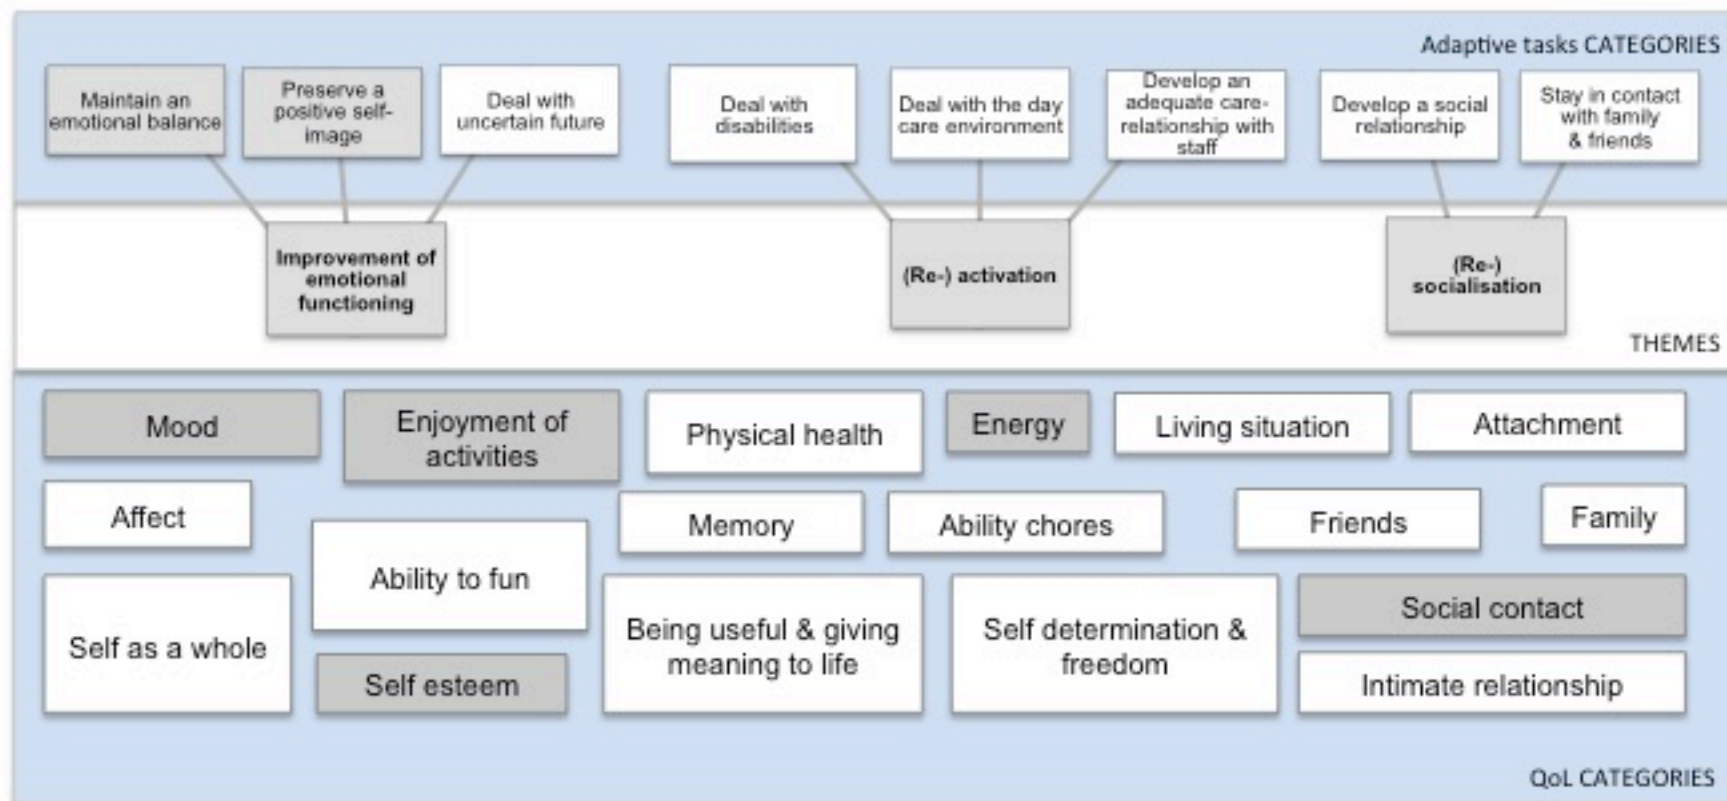 Adaptive tasks CATEGORIES
Maintain an
emotional balance
Preserve a
positive self-
image
Deal with
uncertain future
Deal with
disabilities
Deal with the day
care environment
Develop an
adequate care-
relationship with
staff
Develop a social
relationship
Stay in contact
with family
& friends
Improvement of
emotional
functioning
(Re-) activation
(Re-)
socialisation
THEMES
Mood
Enjoyment of
activities
Physical health
Energy
Living situation
Attachment
Affect
Ability to fun
Memory
Ability chores
Friends
Family
Self as a whole
Self esteem
Being useful & giving
meaning to life
Self determination &
freedom
Social contact
Intimate relationship
QoL CATEGORIES